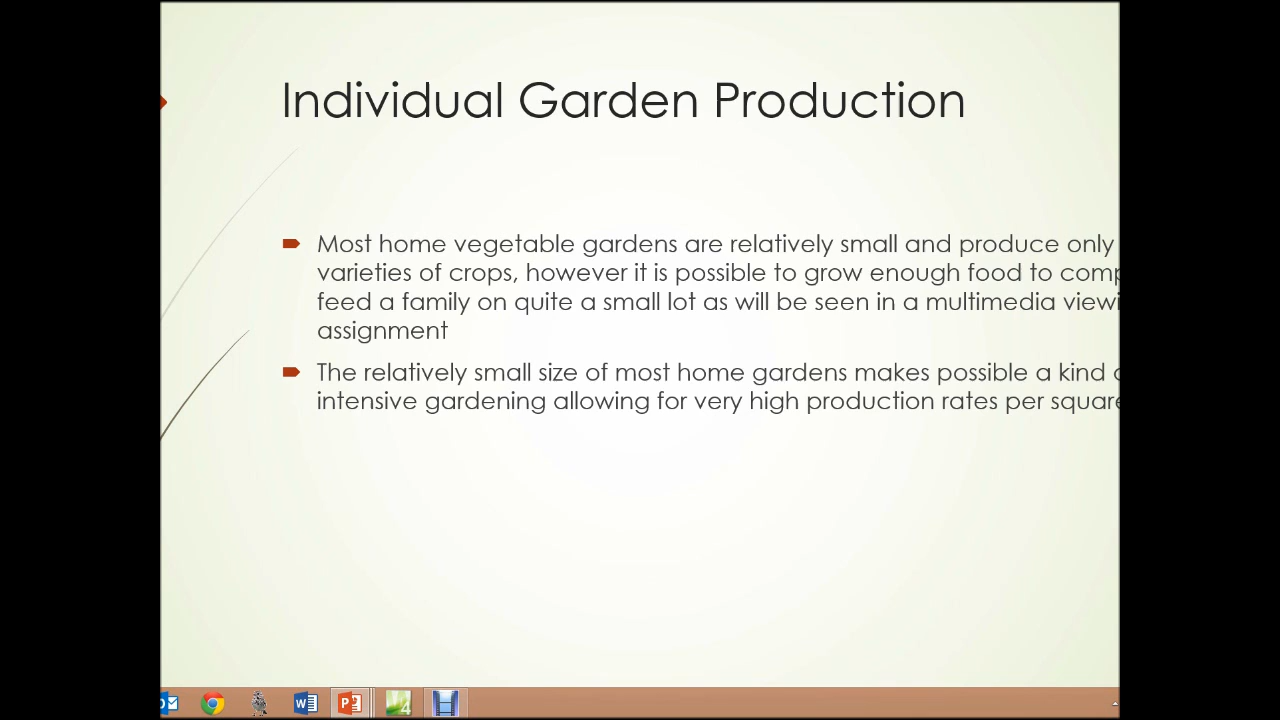 Individual Garden Production
Most home vegetable gardens are relatively small and produce only
varieties of crops, however it is possible to grow enough food to
feed a family on quite a small lot as will be seen in a multimedia
assignment
The relatively small size of most home gardens makes possible a kind
intensive gardening allowing for very high production rates per square